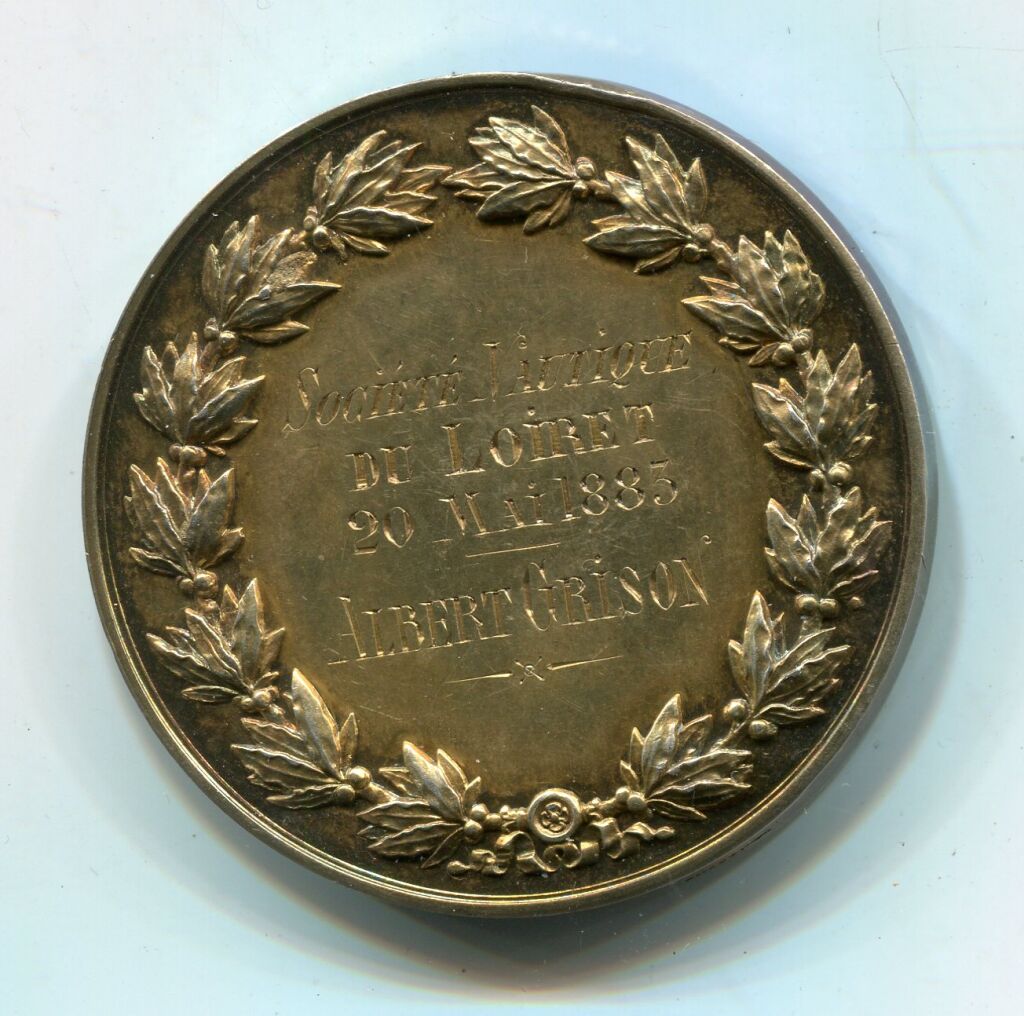 SOCIÉTÉ NAUTIQUE
DU LOIRET
20 MAI 1883
ALBERT GRISON